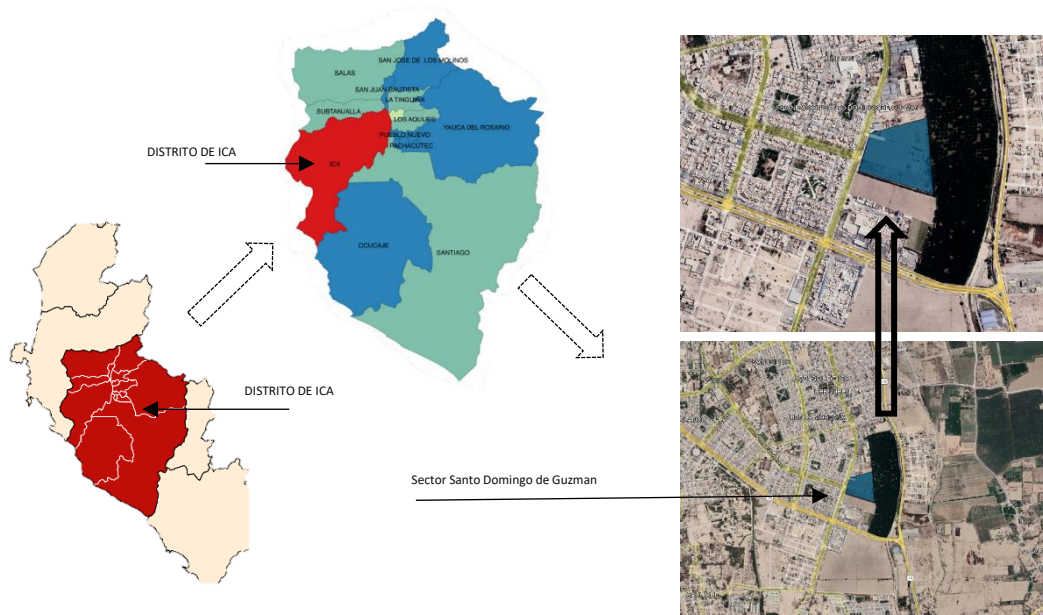 SAN JOSE DE LOS MOLINOS
SALAS
SAN JUAN BAUTISTA
LA TINGUIÑA
SUBTANJALLA
LOS AQUIJES
YAUCA DEL ROSARIO
PUEBLO NUEVO
PACHACUTEC
DISTRITO DE ICA
ICA
OCUCAJE
SANTIAGO
DISTRITO DE ICA
Sector Santo Domingo de Guzman